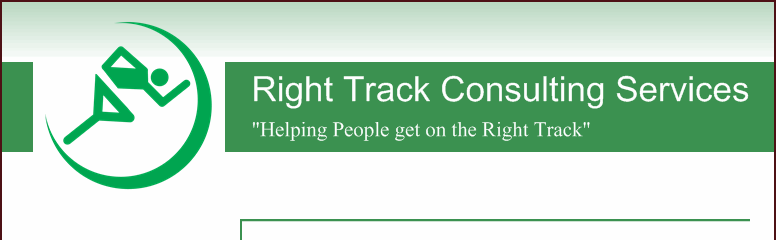 Right Track Consulting Services
"Helping People get on the Right Track"